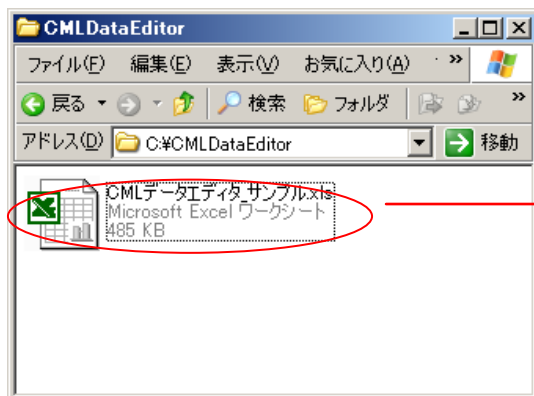 CMLDataEditor
ファイル(F) 編集(E) 表示(V) お気に入り(A) »
戻る 検索 フォルダ »
アドレス(D) C:¥CMLDataEditor 移動
CMLデータエディタ_サンプル.xls
Microsoft Excel ワークシート
485 KB